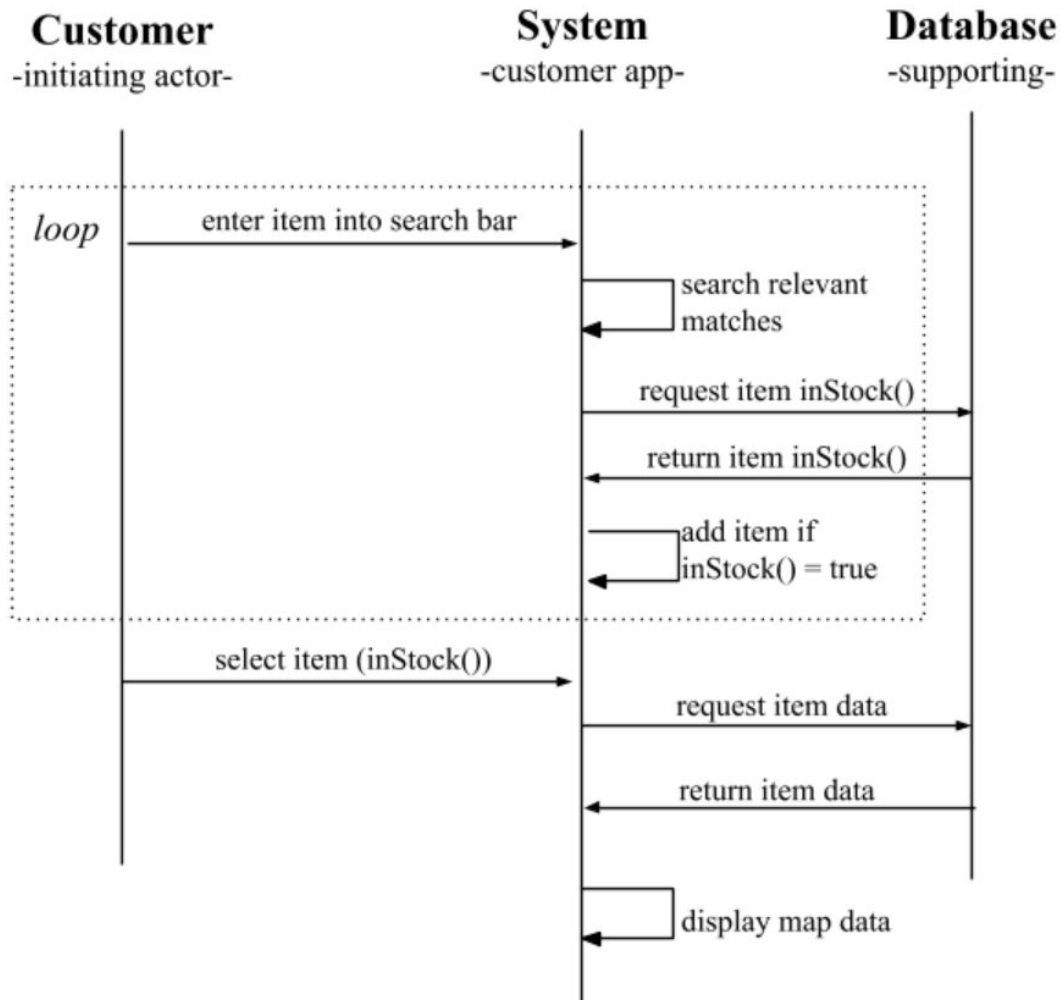 Customer
-initiating actor-
System
-customer app-
Database
-supporting-
loop
enter item into search bar
search relevant
matches
request item inStock()
return item inStock()
add item if
inStock() = true
select item (inStock())
request item data
return item data
display map data